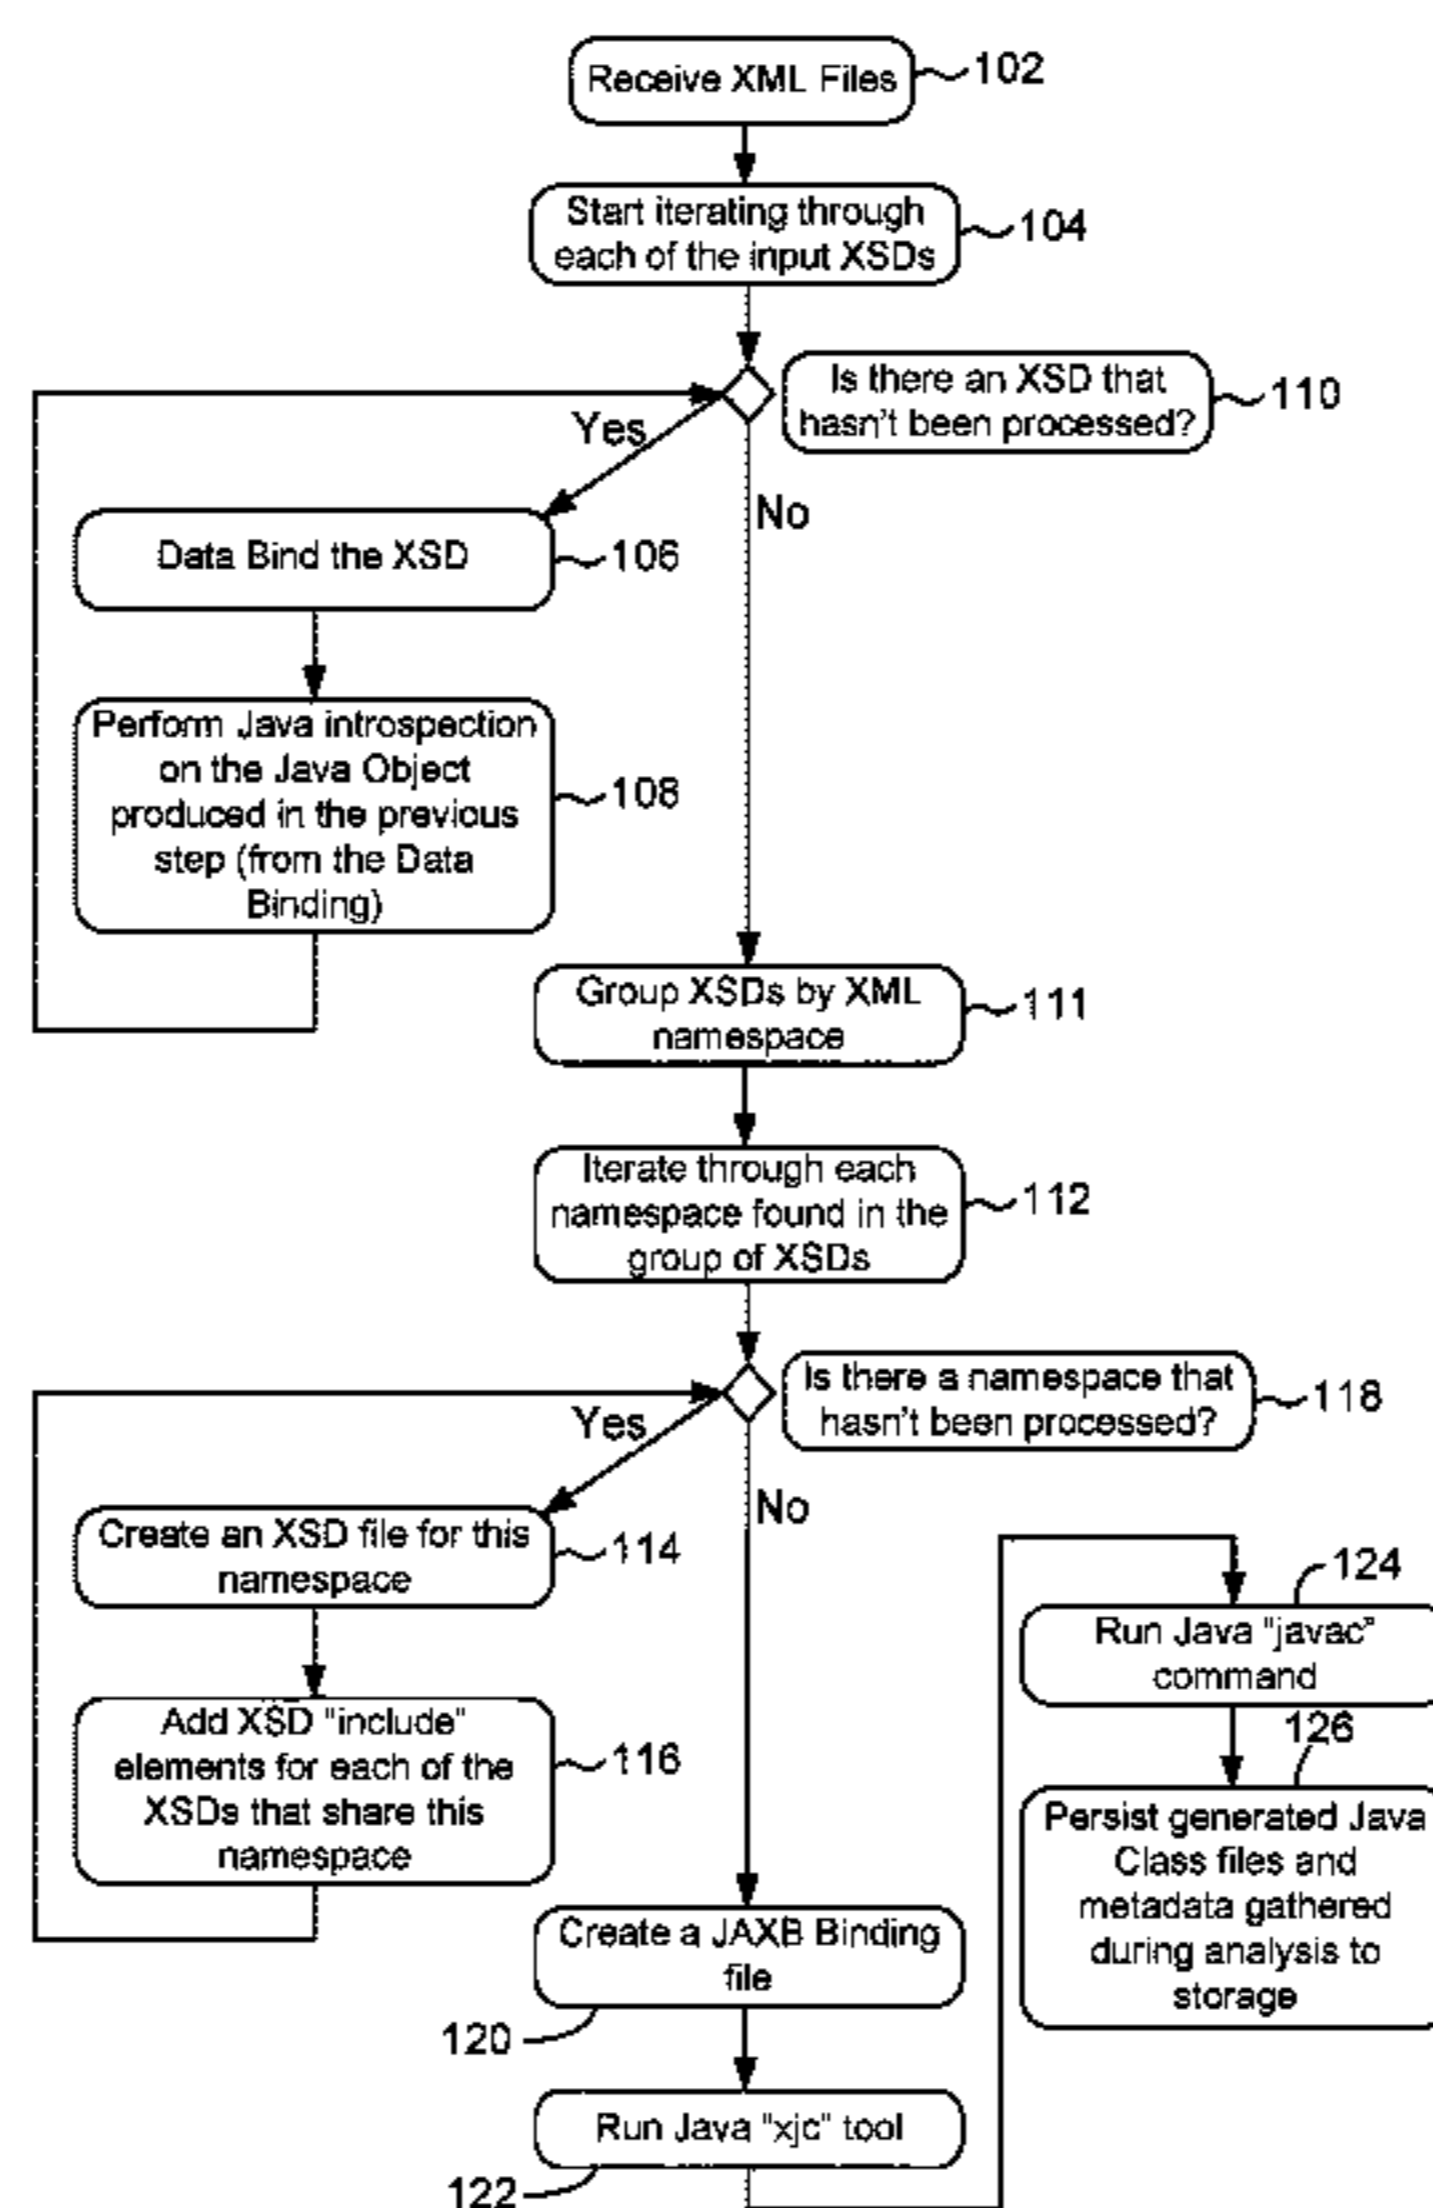 Receive XML Files
102
Start iterating through
each of the input XSDs
104
Is there an XSD that
hasn't been processed?
110
Yes
No
Data Bind the XSD
106
Perform Java introspection
on the Java Object
produced in the previous
step (from the Data
Binding)
108
Group XSDs by XML
namespace
111
Iterate through each
namespace found in the
group of XSDs
112
Is there a namespace that
hasn't been processed?
118
Yes
No
Create an XSD file for this
namespace
114
Add XSD "include"
elements for each of the
XSDs that share this
namespace
116
Create a JAXB Binding
file
120
Run Java "xjc" tool
122
124
Run Java "javac"
command
126
Persist generated Java
Class files and
metadata gathered
during analysis to
storage